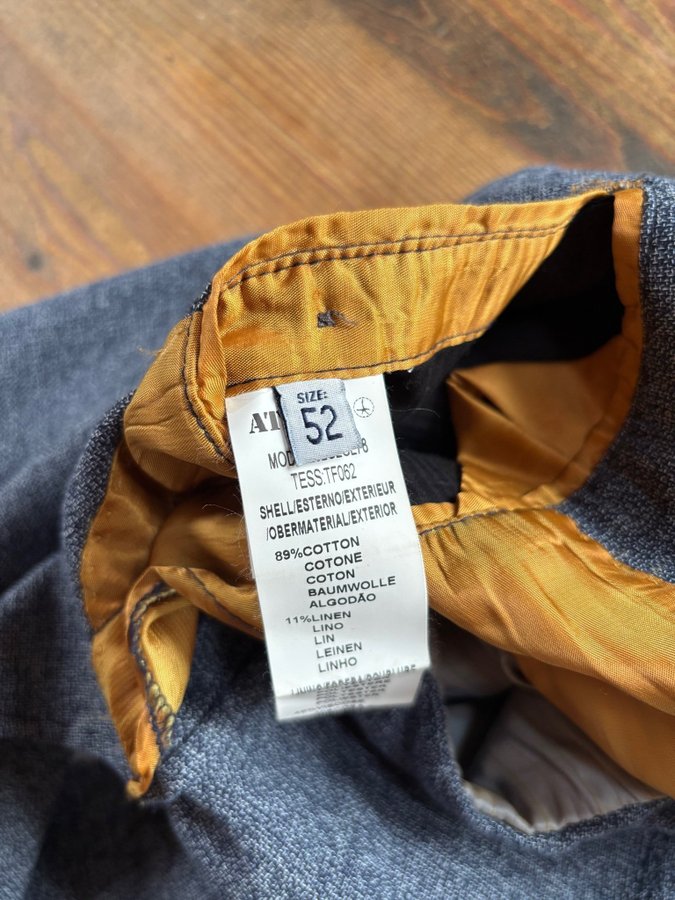 SIZE:
52
TESS:TF062
SHELL/ESTERNO/EXTERIEUR
/OBERMATERIAL/EXTERIOR
89%COTTON
COTONE
COTON
BAUMWOLLE
ALGODÃO
11%LINEN
LINO
LIN
LEINEN
LINHO